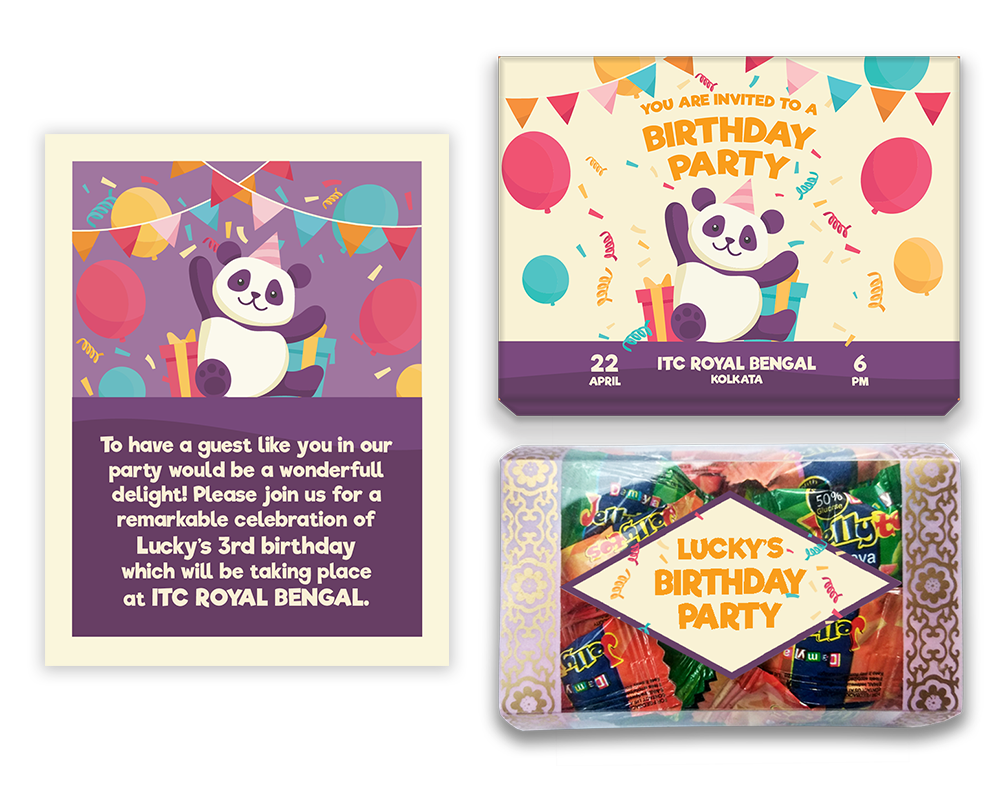 To have a guest like you in our
party would be a wonderfull
delight! Please join us for a
remarkable celebration of
Lucky's 3rd birthday
which will be taking place
at ITC ROYAL BENGAL.
YOU ARE INVITED TO A
BIRTHDAY
PARTY
22
APRIL
ITC ROYAL BENGAL
KOLKATA
6
PM
50%
LUCKY'S
BIRTHDAY
PARTY